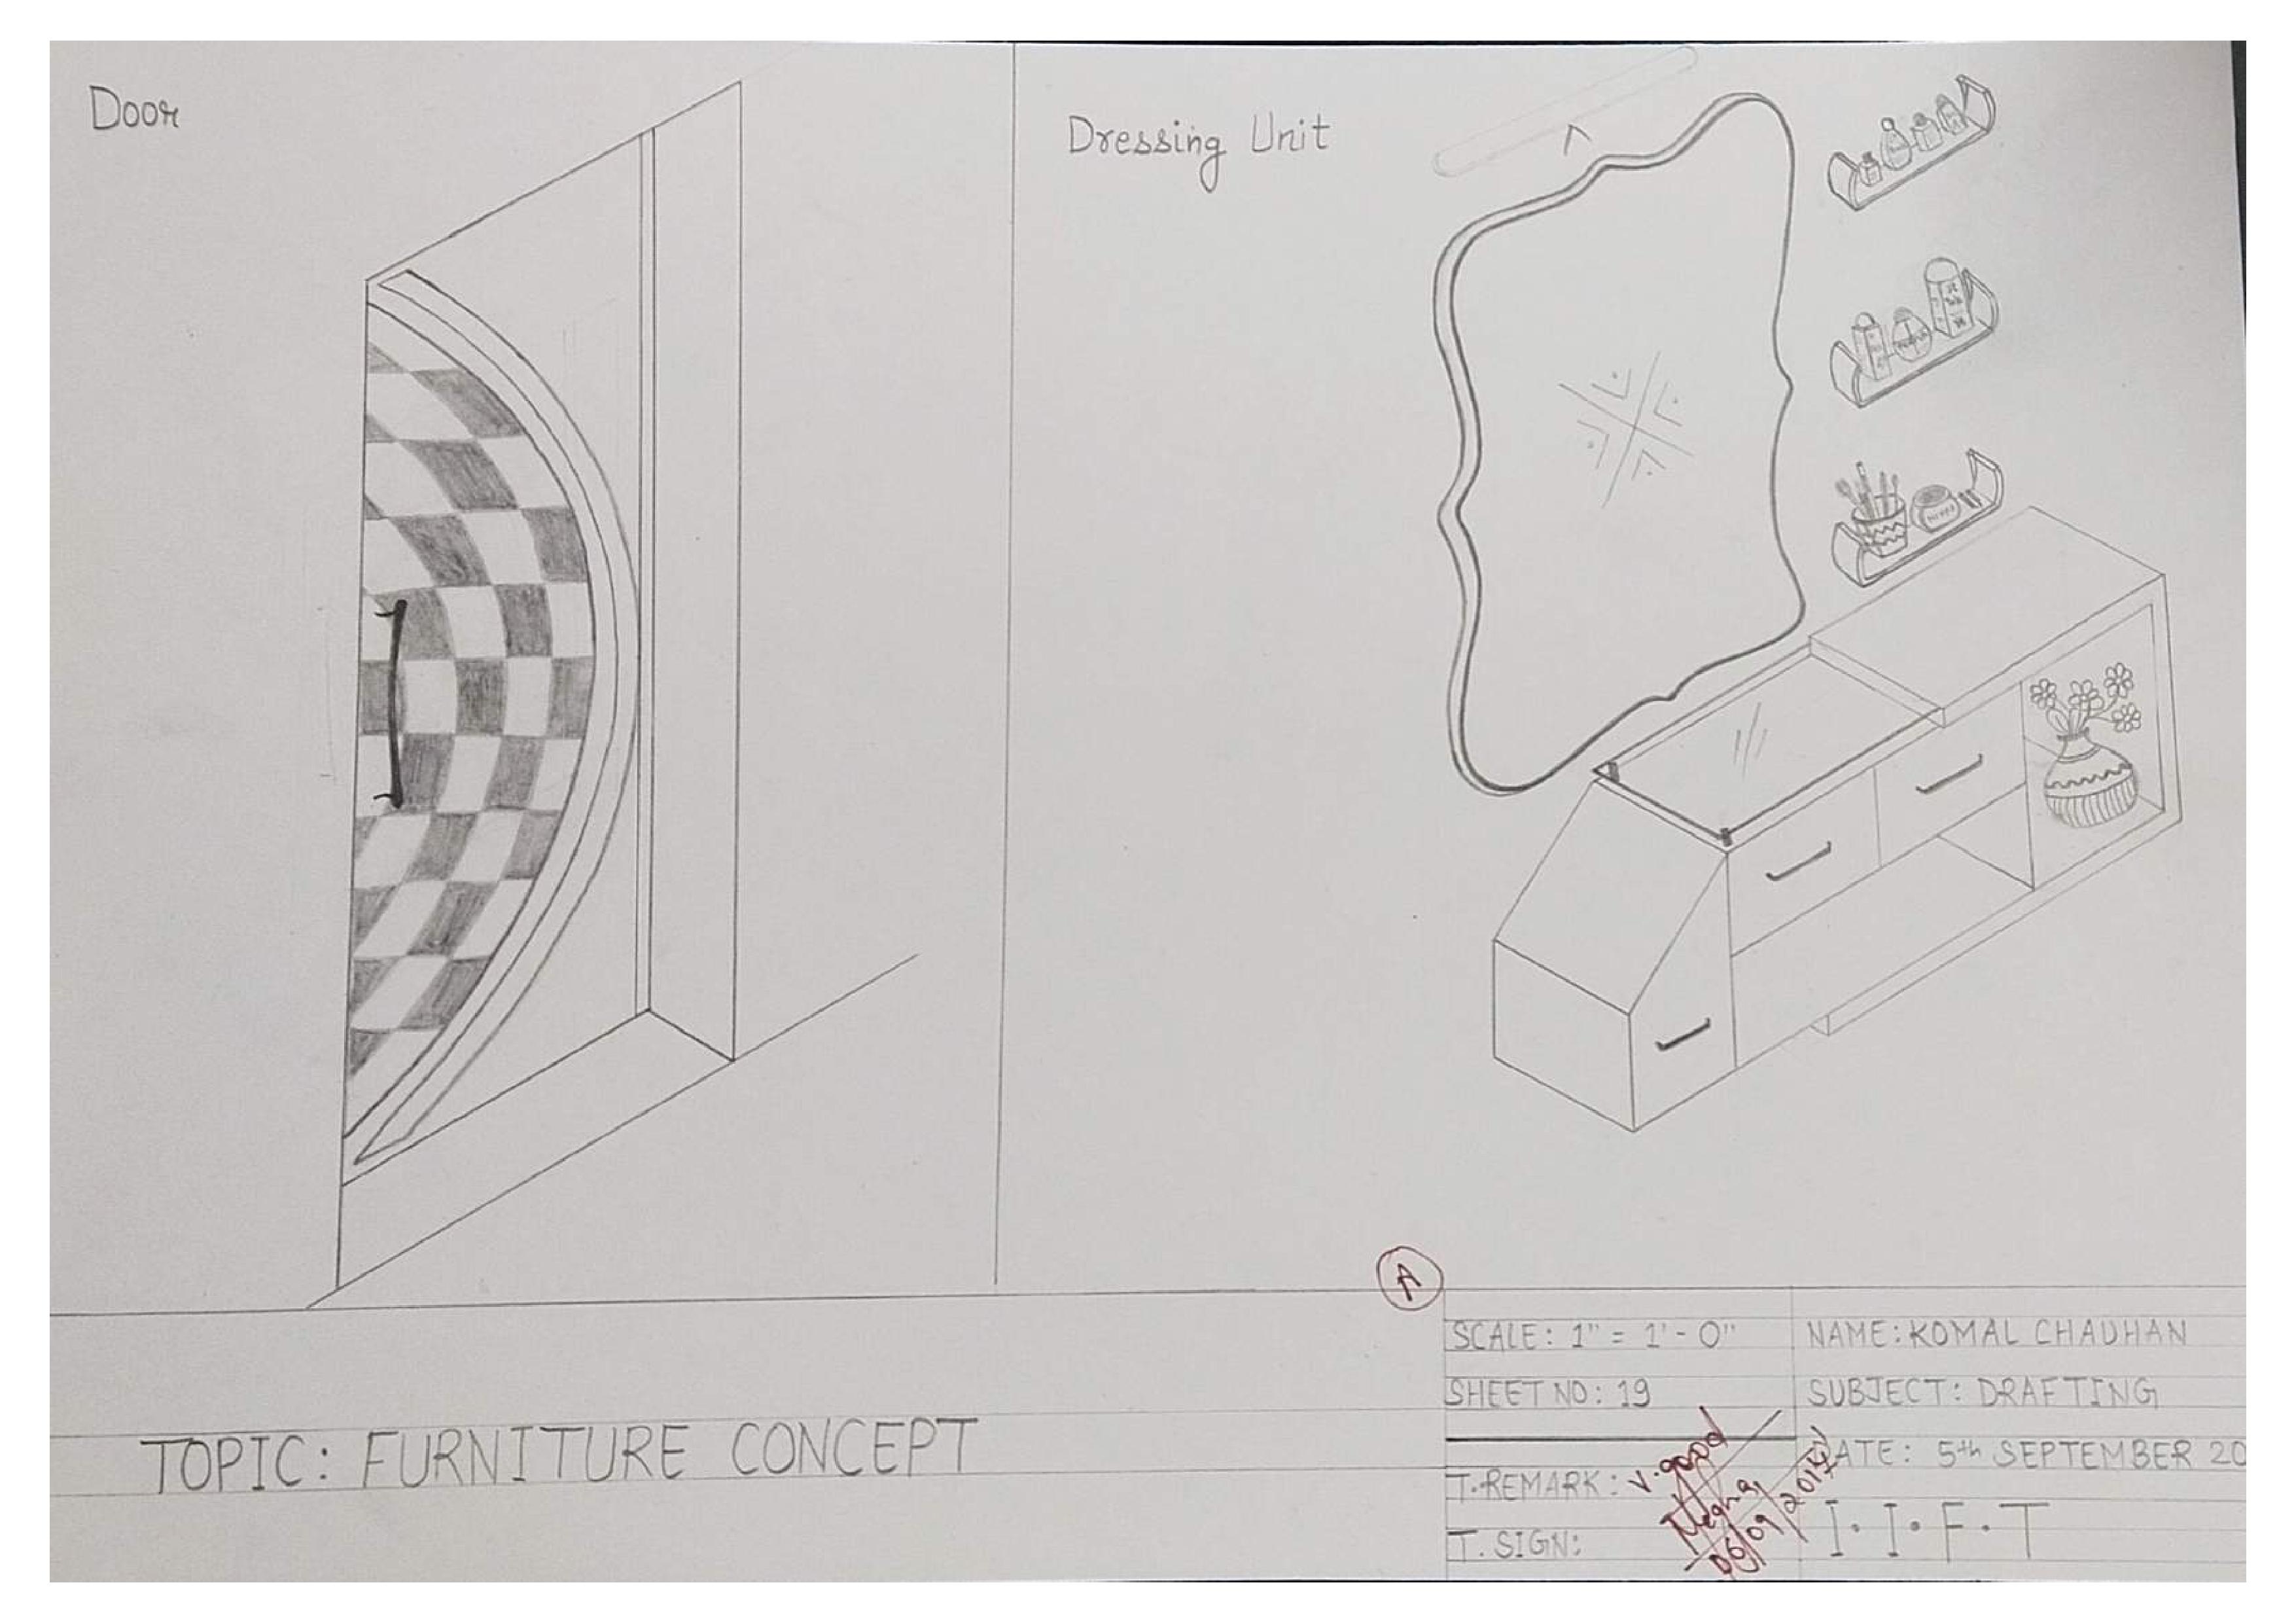 Door
Dressing Unit
A
SCALE: 1" = 1'- 0"
NAME: KOMAL CHAUHAN
SHEET NO: 19
SUBJECT: DRAFTING
TOPIC: FURNITURE CONCEPT
DATE: 5th SEPTEMBER 20
T.REMARK: V. good
Megha
T. SIGN:
06/09/2017
I. I. F. T